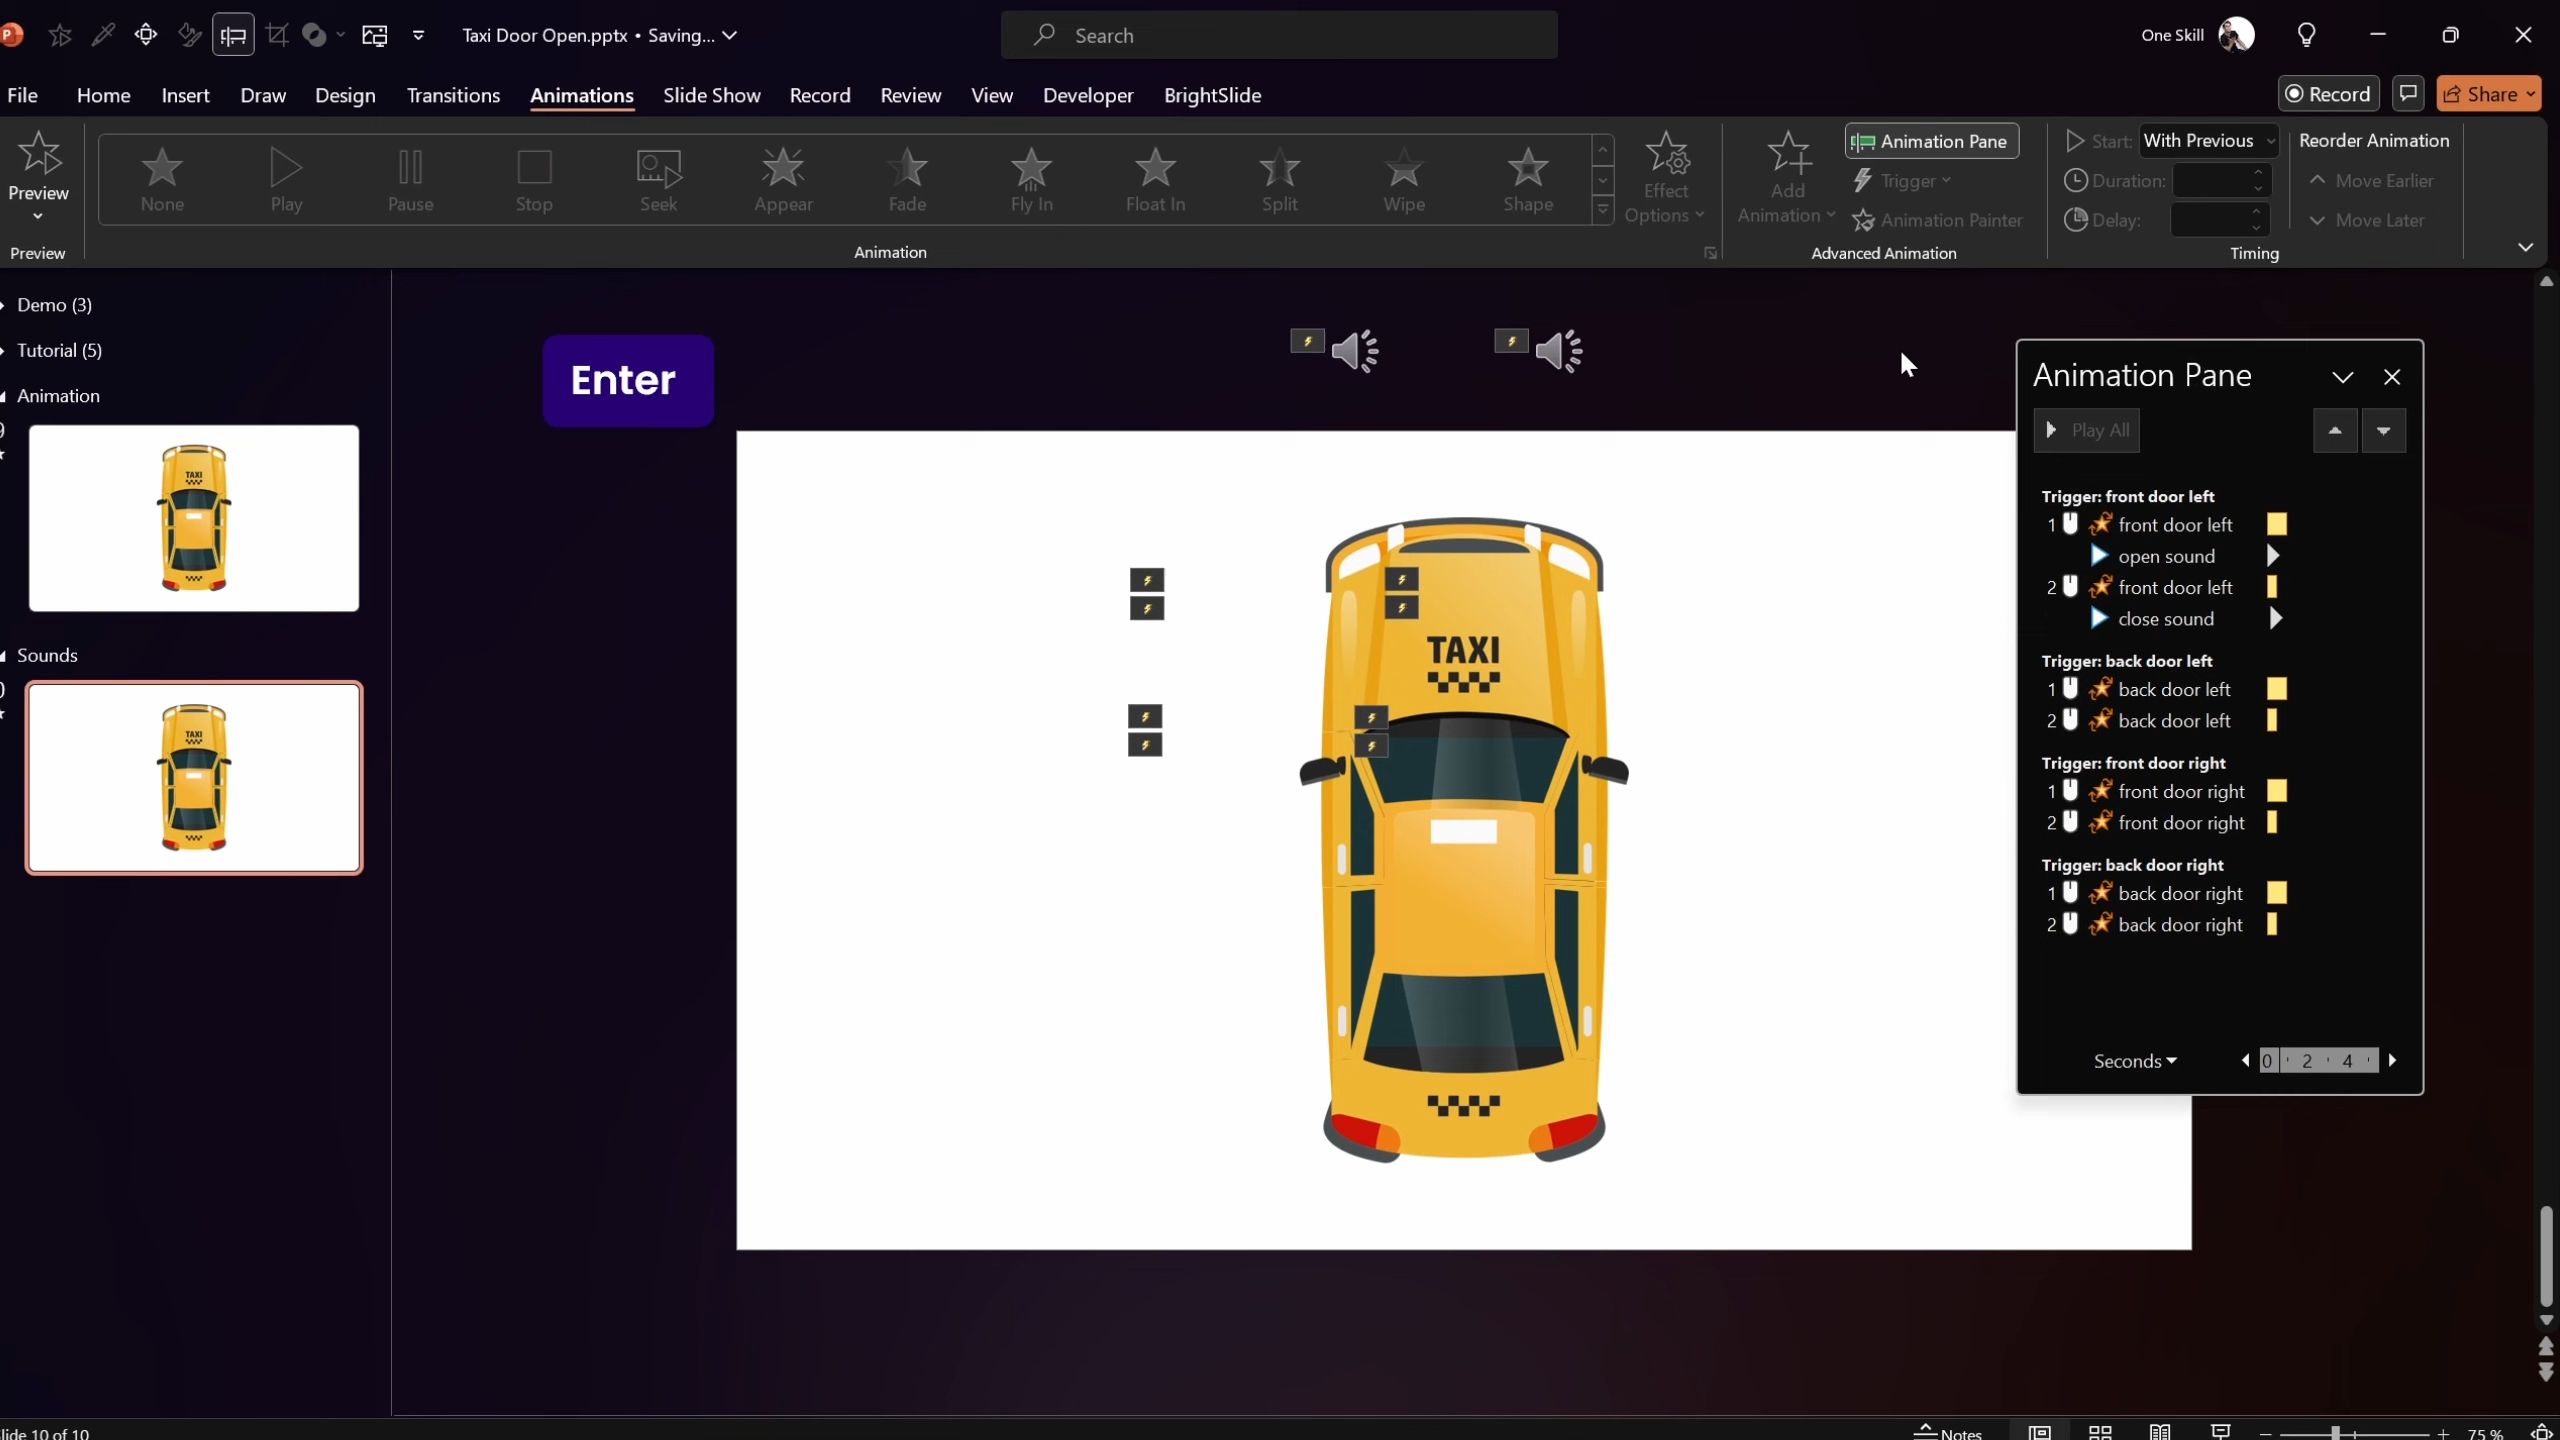 Taxi Door Open.pptx • Saving...
Search
One Skill
File Home Insert Draw Design Transitions Animations Slide Show Record Review View Developer BrightSlide
Record
Share
Preview
None Play Pause Stop Seek Appear Fade Fly In Float In Split Wipe Shape
Effect Options
Add Animation
Animation Pane
Trigger
Animation Painter
Start: With Previous
Duration:
Delay:
Reorder Animation
Move Earlier
Move Later
Preview
Animation
Advanced Animation
Timing
Demo (3)
Tutorial (5)
Animation
TAXI
Sounds
TAXI
Enter
TAXI
Animation Pane
Play All
Trigger: front door left
1 front door left
open sound
2 front door left
close sound
Trigger: back door left
1 back door left
2 back door left
Trigger: front door right
1 front door right
2 front door right
Trigger: back door right
1 back door right
2 back door right
Seconds 0 2 4
lide 10 of 10
Notes
75 %